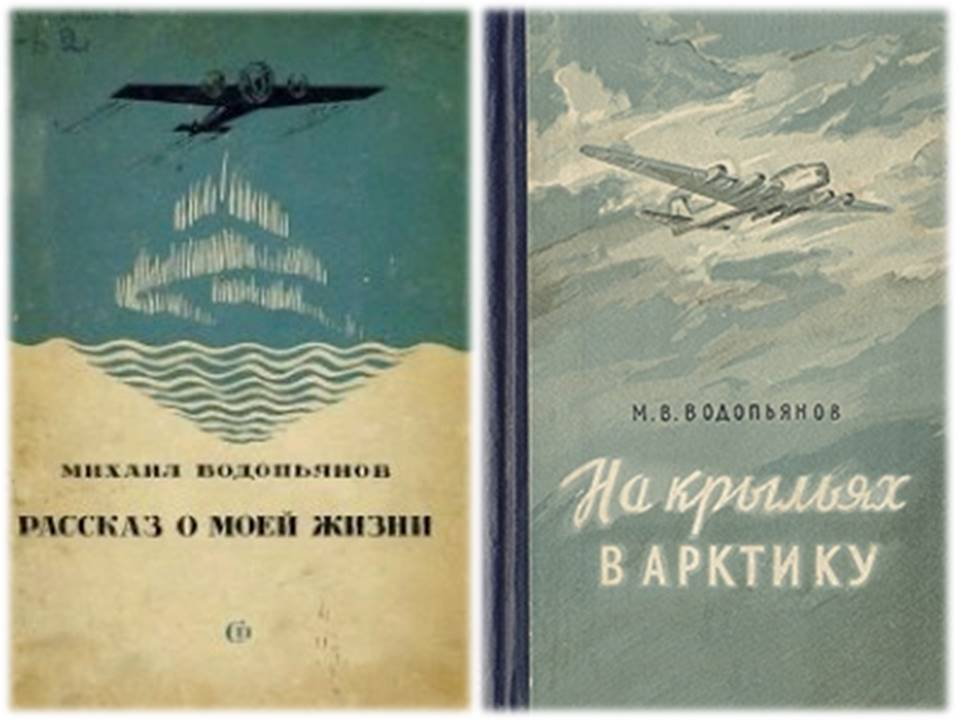 МИХАИЛ ВОДОПЬЯНОВ
РАССКАЗ О МОЕЙ ЖИЗНИ
М. В. ВОДОПЬЯНОВ
На крыльях
В АРКТИКУ